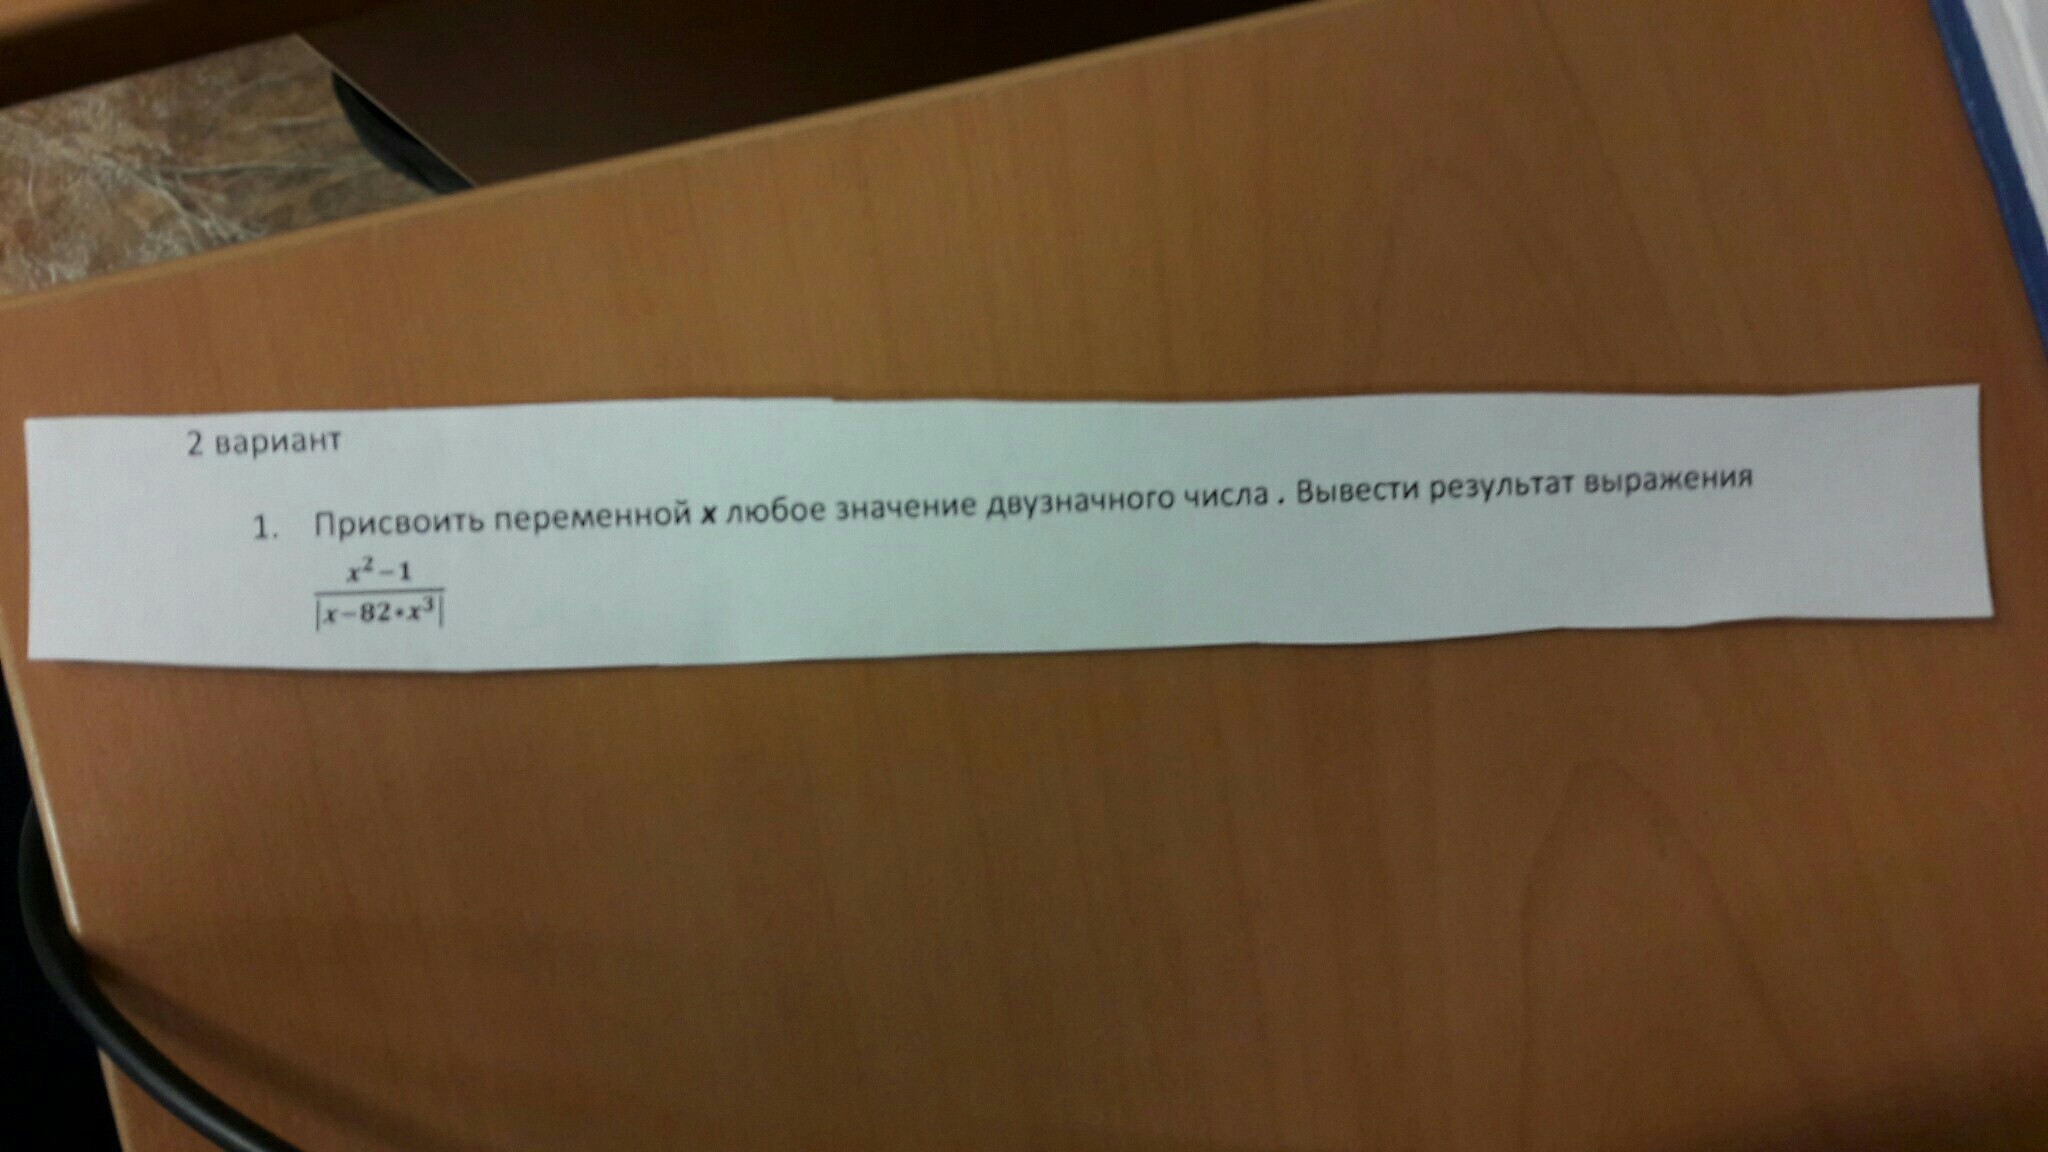 2 вариант
1. Присвоить переменной x любое значение двузначного числа . Вывести результат выражения
x² – 1
|x–82*x³|